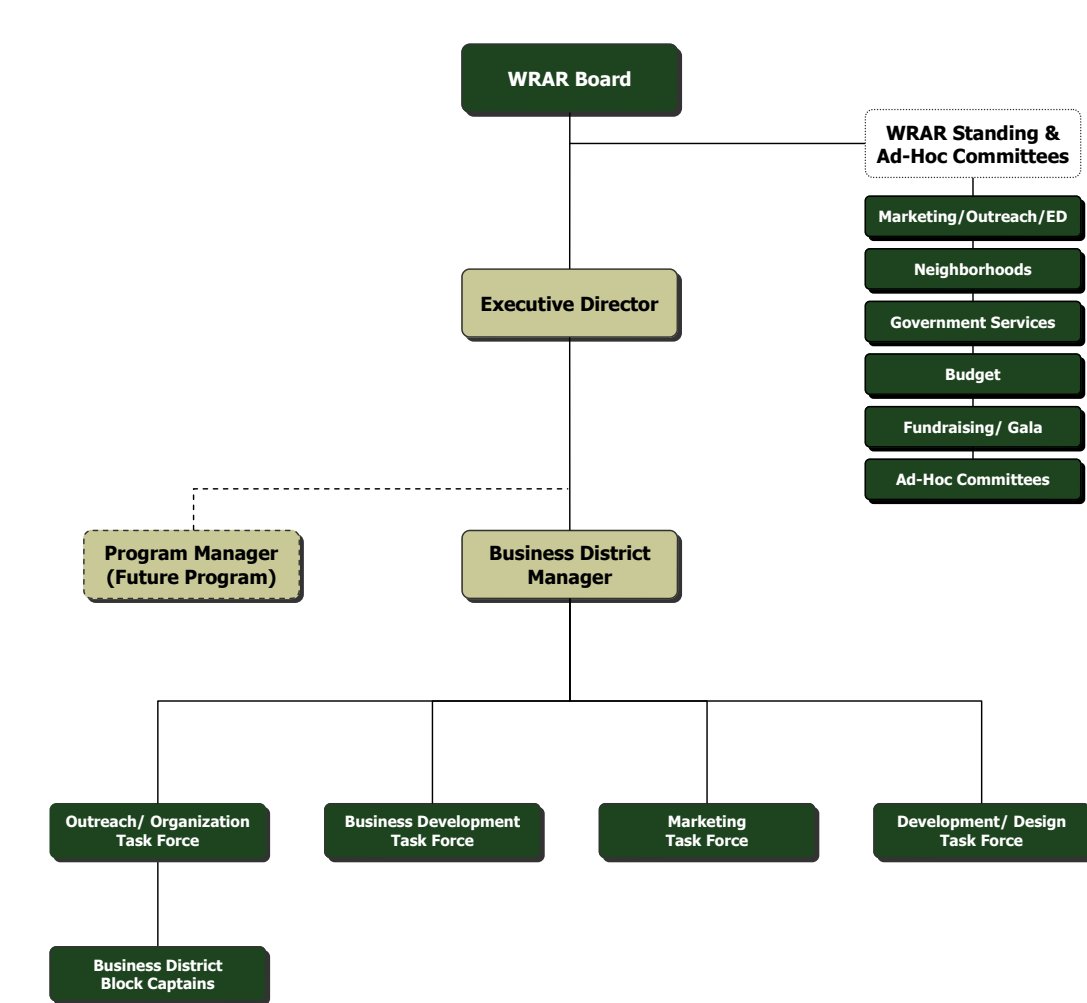 WRAR Board
WRAR Standing &
Ad-Hoc Committees
Marketing/Outreach/ED
Neighborhoods
Government Services
Budget
Fundraising/ Gala
Ad-Hoc Committees
Executive Director
Program Manager
(Future Program)
Business District
Manager
Outreach/ Organization
Task Force
Business Development
Task Force
Marketing
Task Force
Development/ Design
Task Force
Business District
Block Captains